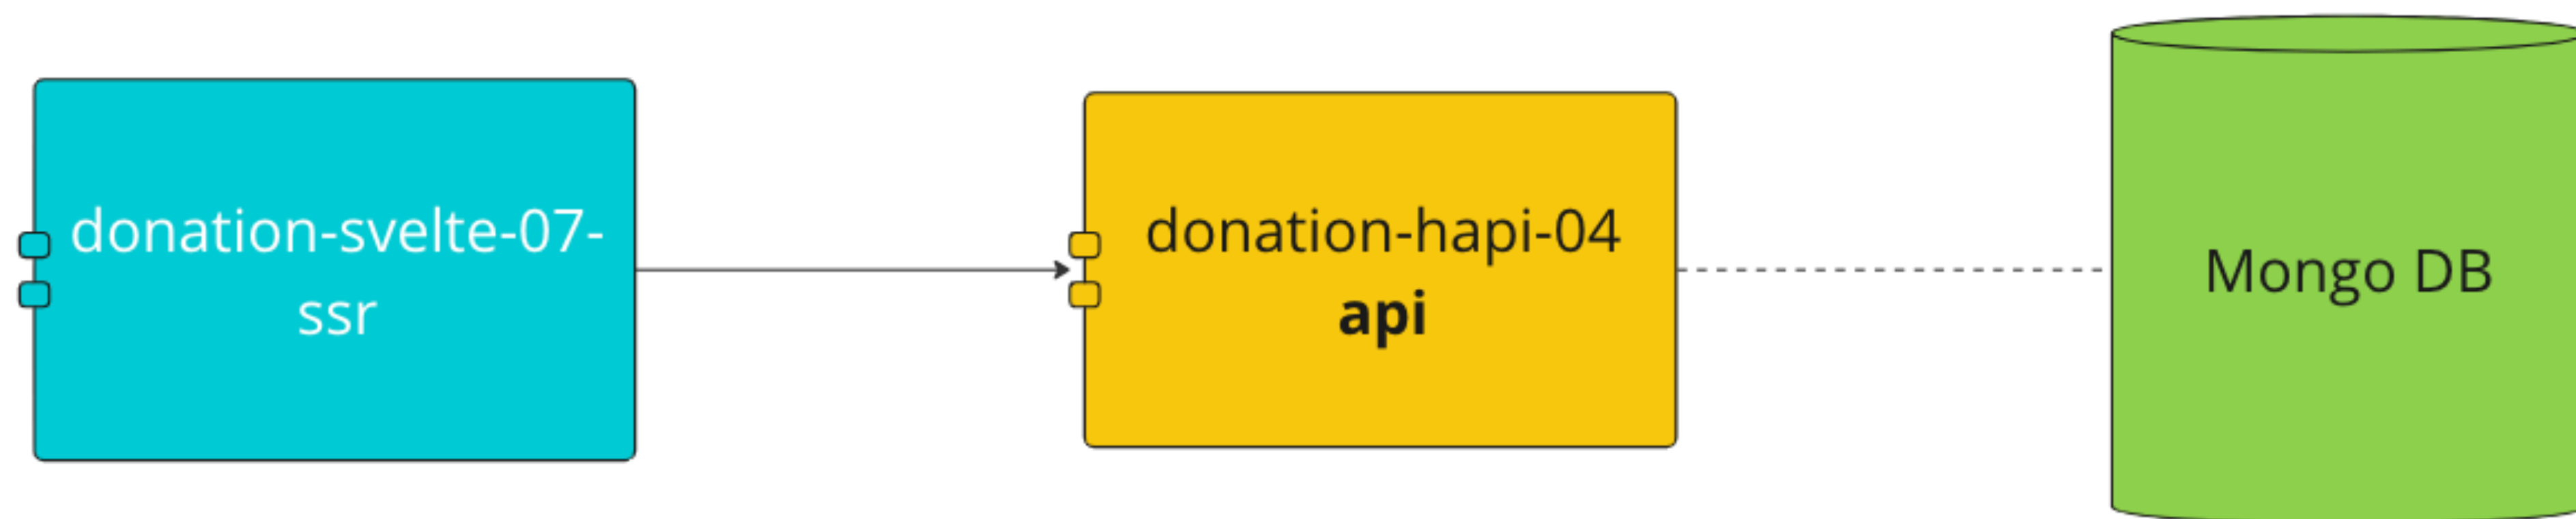 donation-svelte-07-
ssr
donation-hapi-04
api
Mongo DB